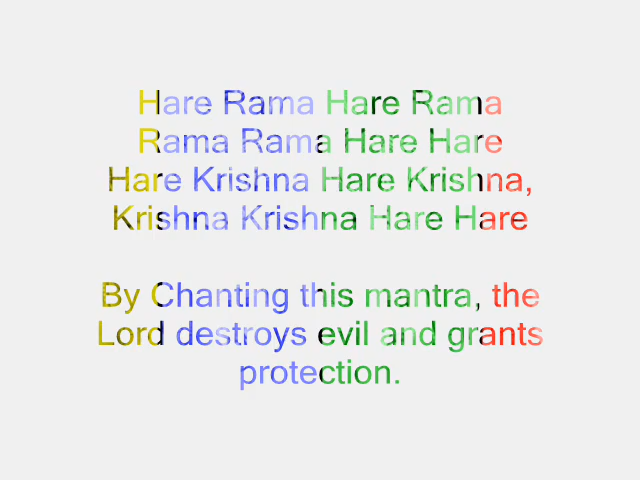 Hare Rama Hare Rama
Rama Rama Hare Hare
Hare Krishna Hare Krishna,
Krishna Krishna Hare Hare
By Chanting this mantra, the
Lord destroys evil and grants
protection.